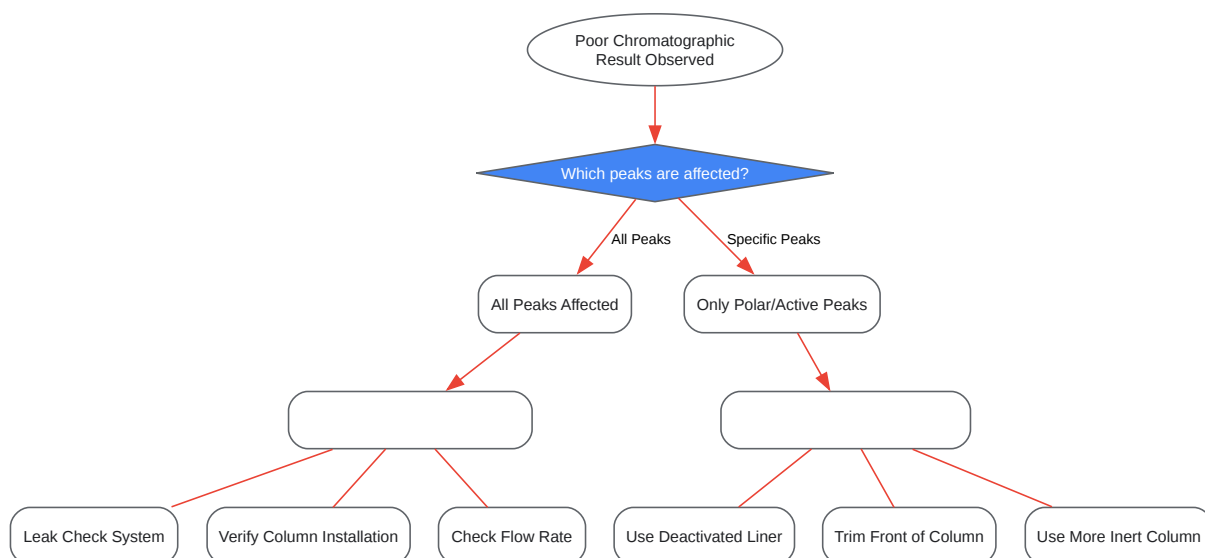 Poor Chromatographic
Result Observed
Which peaks are affected?
All Peaks
Specific Peaks
All Peaks Affected
Only Polar/Active Peaks
Leak Check System
Verify Column Installation
Check Flow Rate
Use Deactivated Liner
Trim Front of Column
Use More Inert Column